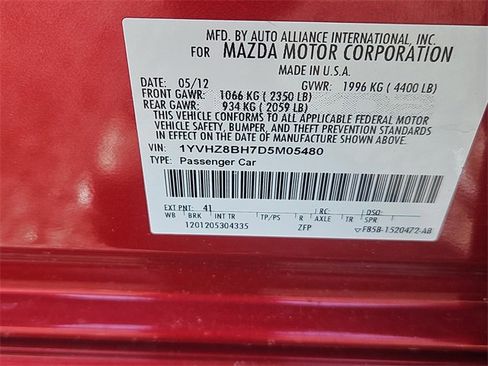 MFD. BY AUTO ALLIANCE INTERNATIONAL, INC.
FOR MAZDA MOTOR CORPORATION
MADE IN U.S.A.
DATE: 05/12 GVWR: 1996 KG ( 4400 LB)
FRONT GAWR: 1066 KG ( 2350 LB)
REAR GAWR: 934 KG ( 2059 LB)
THIS VEHICLE CONFORMS TO ALL APPLICABLE FEDERAL MOTOR
VEHICLE SAFETY, BUMPER, AND THEFT PREVENTION STANDARDS
IN EFFECT ON THE DATE OF MANUFACTURE SHOWN ABOVE.
VIN: 1YVHZ8BH7D5M05480
TYPE: Passenger Car
EXT PNT: 41 RC: DSO:
WB BRK INT TR TP/PS R AXLE TR SPR
1201205304335 ZFP F85B-1520472-AB